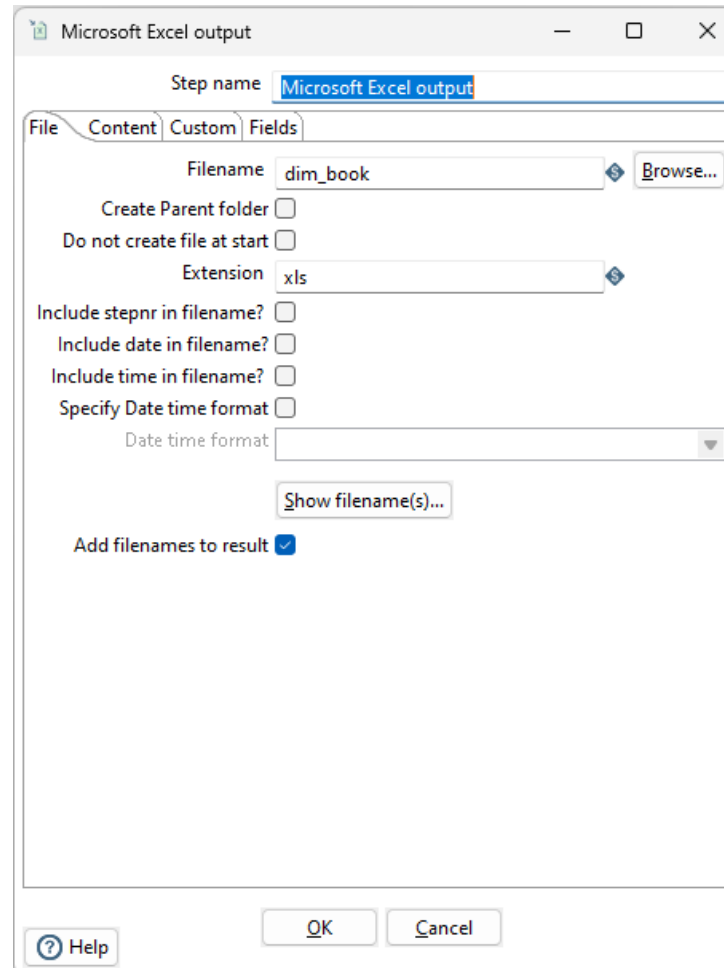 Microsoft Excel output
Step name Microsoft Excel output
File Content Custom Fields
Filename dim_book Browse...
Create Parent folder
Do not create file at start
Extension xls
Include stepnr in filename?
Include date in filename?
Include time in filename?
Specify Date time format
Date time format
Show filename(s)...
Add filenames to result
OK Cancel
Help